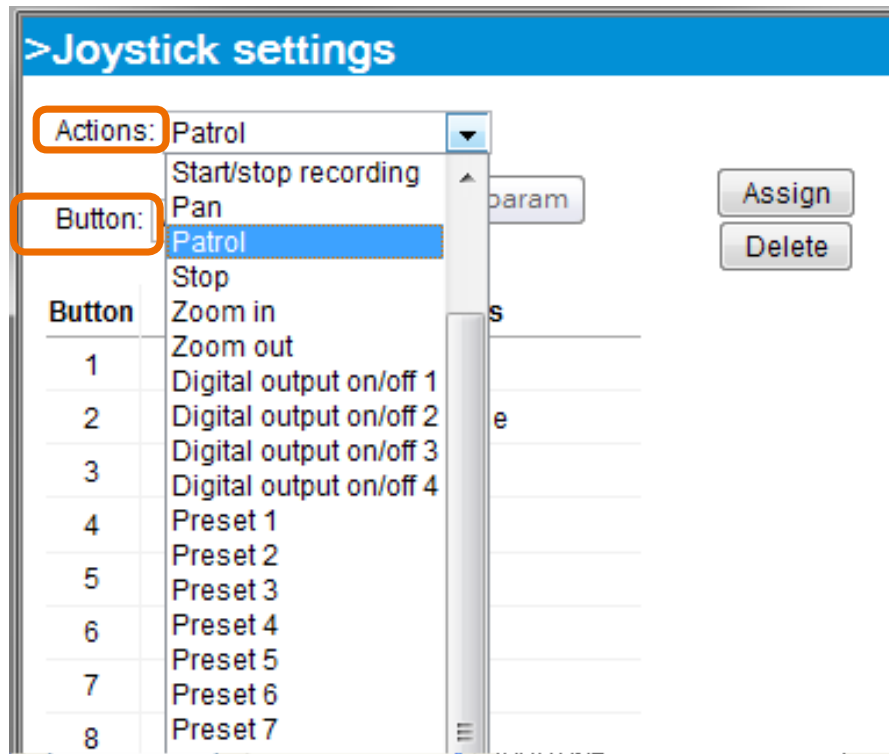 >Joystick settings
Actions: Patrol
Start/stop recording
param
Assign
Button:
Pan
Patrol
Delete
Stop
Button
Zoom in
s
Zoom out
1
Digital output on/off 1
2
Digital output on/off 2
e
Digital output on/off 3
3
Digital output on/off 4
4
Preset 1
Preset 2
5
Preset 3
6
Preset 4
Preset 5
7
Preset 6
8
Preset 7